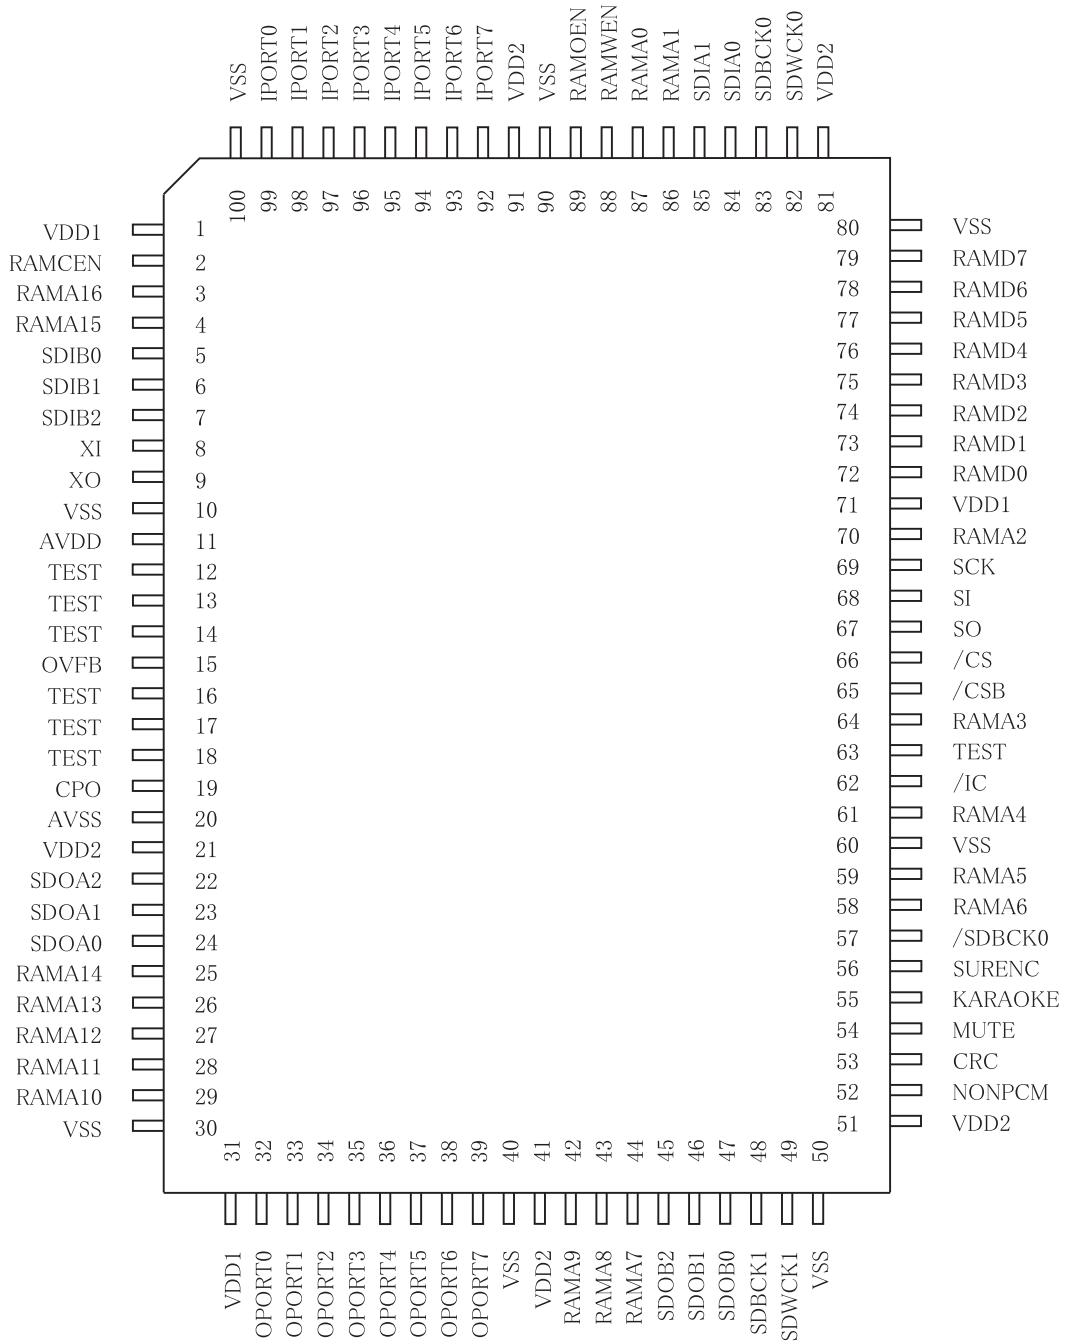 VSS
IPORT0
IPORT1
IPORT2
IPORT3
IPORT4
IPORT5
IPORT6
IPORT7
VDD2
VSS
RAMOEN
RAMWEN
RAMA0
RAMA1
SDIA1
SDIA0
SDBCK0
SDWCK0
VDD2
100
99
98
97
96
95
94
93
92
91
90
89
88
87
86
85
84
83
82
81
VDD1 1
RAMCEN 2
RAMA16 3
RAMA15 4
SDIB0 5
SDIB1 6
SDIB2 7
XI 8
XO 9
VSS 10
AVDD 11
TEST 12
TEST 13
TEST 14
OVFB 15
TEST 16
TEST 17
TEST 18
CPO 19
AVSS 20
VDD2 21
SDOA2 22
SDOA1 23
SDOA0 24
RAMA14 25
RAMA13 26
RAMA12 27
RAMA11 28
RAMA10 29
VSS 30
80 VSS
79 RAMD7
78 RAMD6
77 RAMD5
76 RAMD4
75 RAMD3
74 RAMD2
73 RAMD1
72 RAMD0
71 VDD1
70 RAMA2
69 SCK
68 SI
67 SO
66 /CS
65 /CSB
64 RAMA3
63 TEST
62 /IC
61 RAMA4
60 VSS
59 RAMA5
58 RAMA6
57 /SDBCK0
56 SURENC
55 KARAOKE
54 MUTE
53 CRC
52 NONPCM
51 VDD2
31
32
33
34
35
36
37
38
39
40
41
42
43
44
45
46
47
48
49
50
VDD1
OPORT0
OPORT1
OPORT2
OPORT3
OPORT4
OPORT5
OPORT6
OPORT7
VSS
VDD2
RAMA9
RAMA8
RAMA7
SDOB2
SDOB1
SDOB0
SDBCK1
SDWCK1
VSS